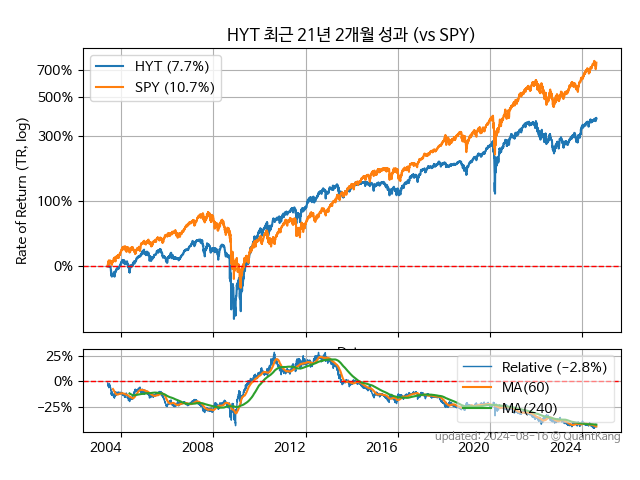 HYT 최근 21년 2개월 성과 (vs SPY)
HYT (7.7%)
SPY (10.7%)
Rate of Return (TR, log)
700%
500%
300%
100%
0%
25%
0%
−25%
Relative (−2.8%)
MA(60)
MA(240)
2004
2008
2012
2016
2020
2024
updated: 2024-08-16 © QuantKang